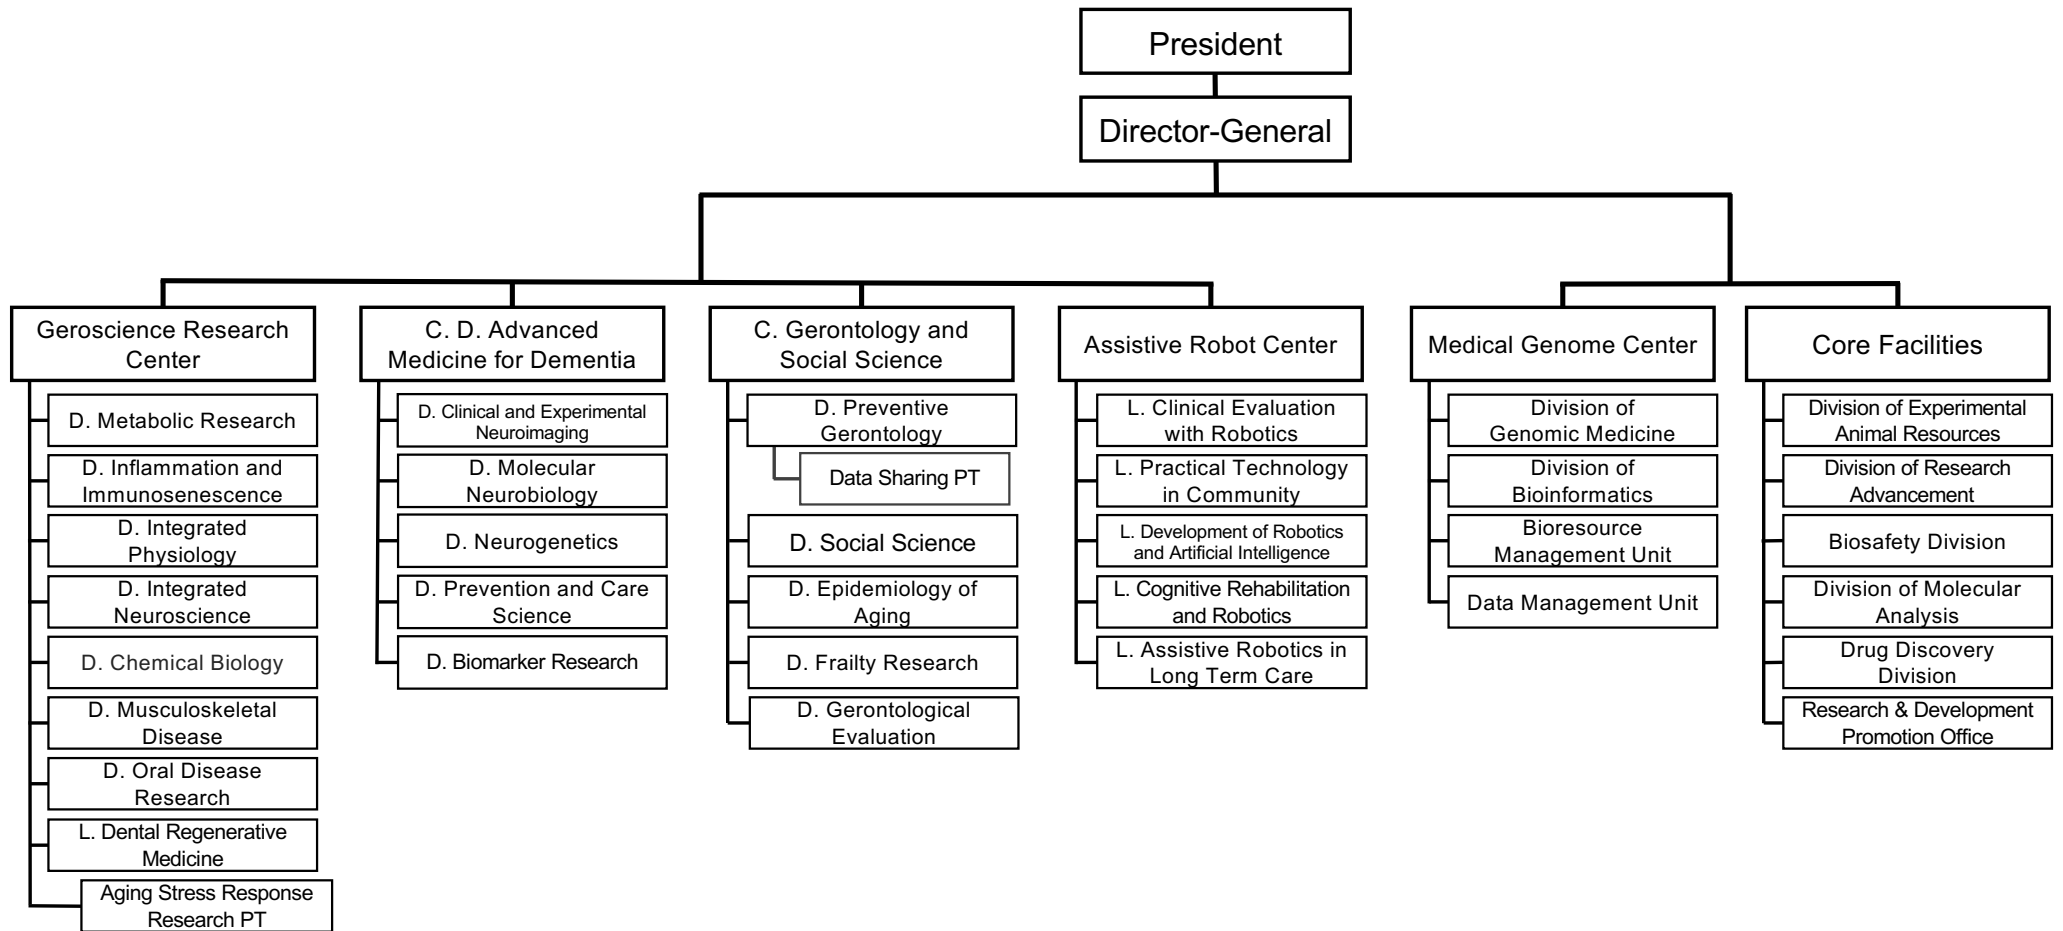 President
Director-General
Geroscience Research
Center
D. Metabolic Research
D. Inflammation and
Immunosenescence
D. Integrated
Physiology
D. Integrated
Neuroscience
D. Chemical Biology
D. Musculoskeletal
Disease
D. Oral Disease
Research
L. Dental Regenerative
Medicine
Aging Stress Response
Research PT
C. D. Advanced
Medicine for Dementia
D. Clinical and Experimental
Neuroimaging
D. Molecular
Neurobiology
D. Neurogenetics
D. Prevention and Care
Science
D. Biomarker Research
C. Gerontology and
Social Science
D. Preventive
Gerontology
Data Sharing PT
D. Social Science
D. Epidemiology of
Aging
D. Frailty Research
D. Gerontological
Evaluation
Assistive Robot Center
L. Clinical Evaluation
with Robotics
L. Practical Technology
in Community
L. Development of Robotics
and Artificial Intelligence
L. Cognitive Rehabilitation
and Robotics
L. Assistive Robotics in
Long Term Care
Medical Genome Center
Division of
Genomic Medicine
Division of
Bioinformatics
Bioresource
Management Unit
Data Management Unit
Core Facilities
Division of Experimental
Animal Resources
Division of Research
Advancement
Biosafety Division
Division of Molecular
Analysis
Drug Discovery
Division
Research & Development
Promotion Office